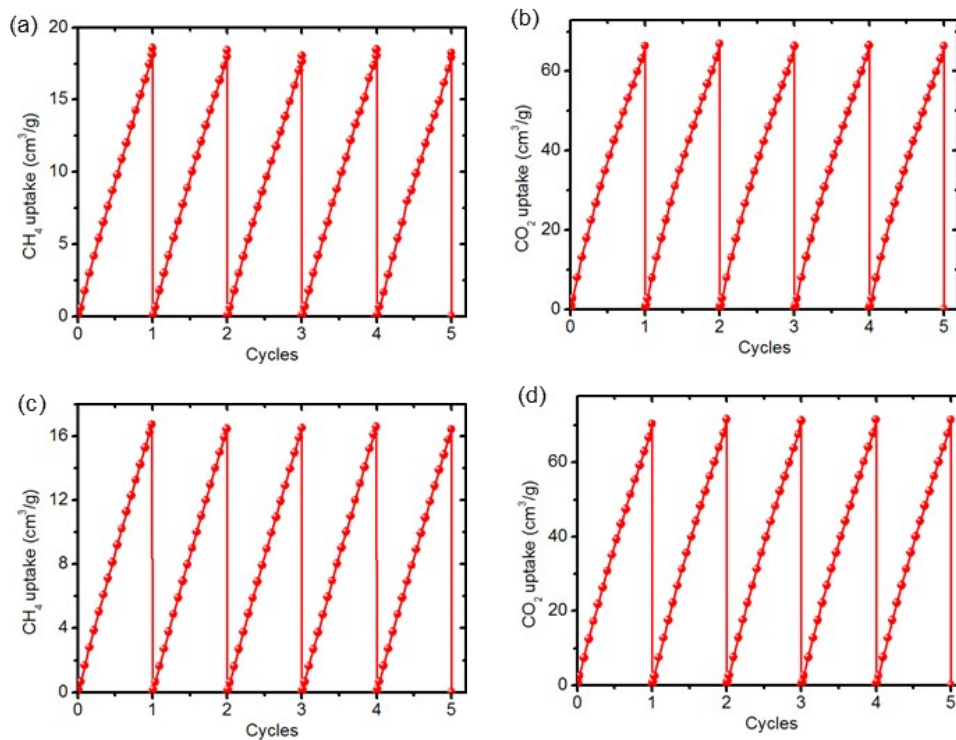 (a)
20
15
10
5
0
CH₄ uptake (cm³/g)
0 1 2 3 4 5
Cycles
(b)
60
40
20
0
CO₂ uptake (cm³/g)
0 1 2 3 4 5
Cycles
(c)
16
12
8
4
0
CH₄ uptake (cm³/g)
0 1 2 3 4 5
Cycles
(d)
60
40
20
0
CO₂ uptake (cm³/g)
0 1 2 3 4 5
Cycles